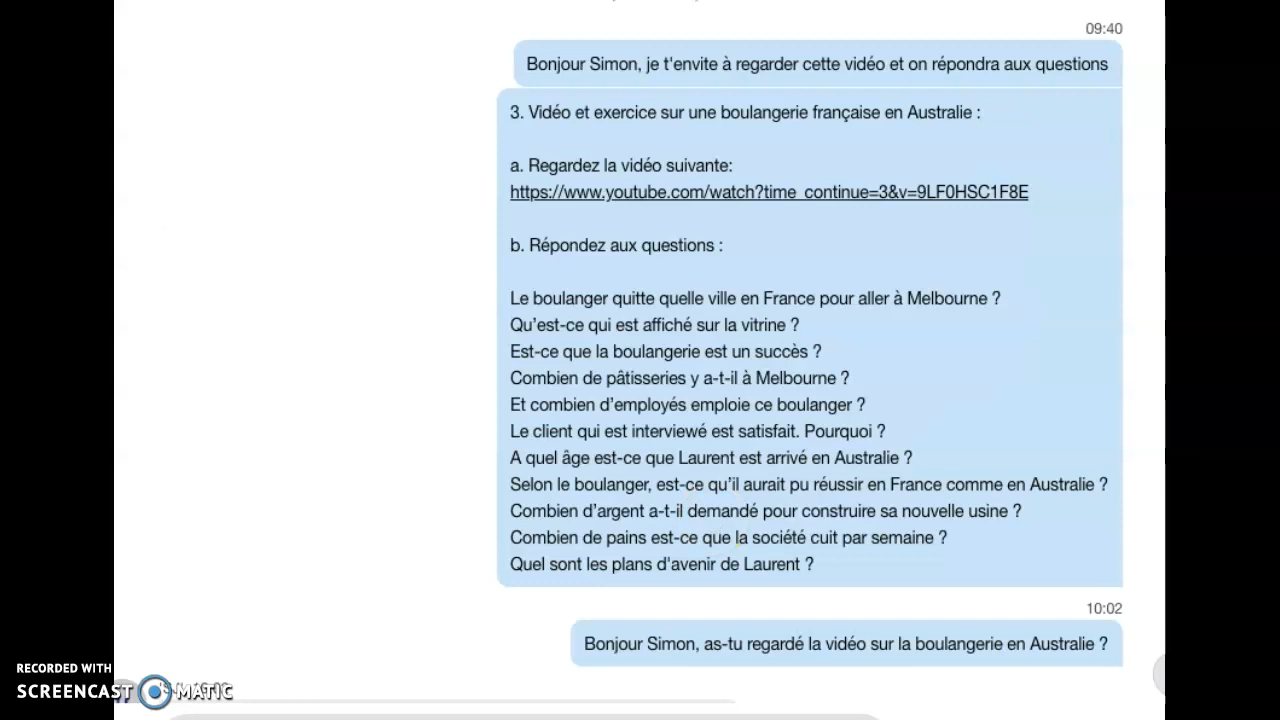 09:40
Bonjour Simon, je t'envite à regarder cette vidéo et on répondra aux questions
3. Vidéo et exercice sur une boulangerie française en Australie :
a. Regardez la vidéo suivante:
https://www.youtube.com/watch?time_continue=3&v=9LF0HSC1F8E
b. Répondez aux questions :
Le boulanger quitte quelle ville en France pour aller à Melbourne ?
Qu'est-ce qui est affiché sur la vitrine ?
Est-ce que la boulangerie est un succès ?
Combien de pâtisseries y a-t-il à Melbourne ?
Et combien d'employés emploie ce boulanger ?
Le client qui est interviewé est satisfait. Pourquoi ?
A quel âge est-ce que Laurent est arrivé en Australie ?
Selon le boulanger, est-ce qu'il aurait pu réussir en France comme en Australie ?
Combien d'argent a-t-il demandé pour construire sa nouvelle usine ?
Combien de pains est-ce que la société cuit par semaine ?
Quel sont les plans d'avenir de Laurent ?
10:02
Bonjour Simon, as-tu regardé la vidéo sur la boulangerie en Australie ?
RECORDED WITH
SCREENCAST MATIC